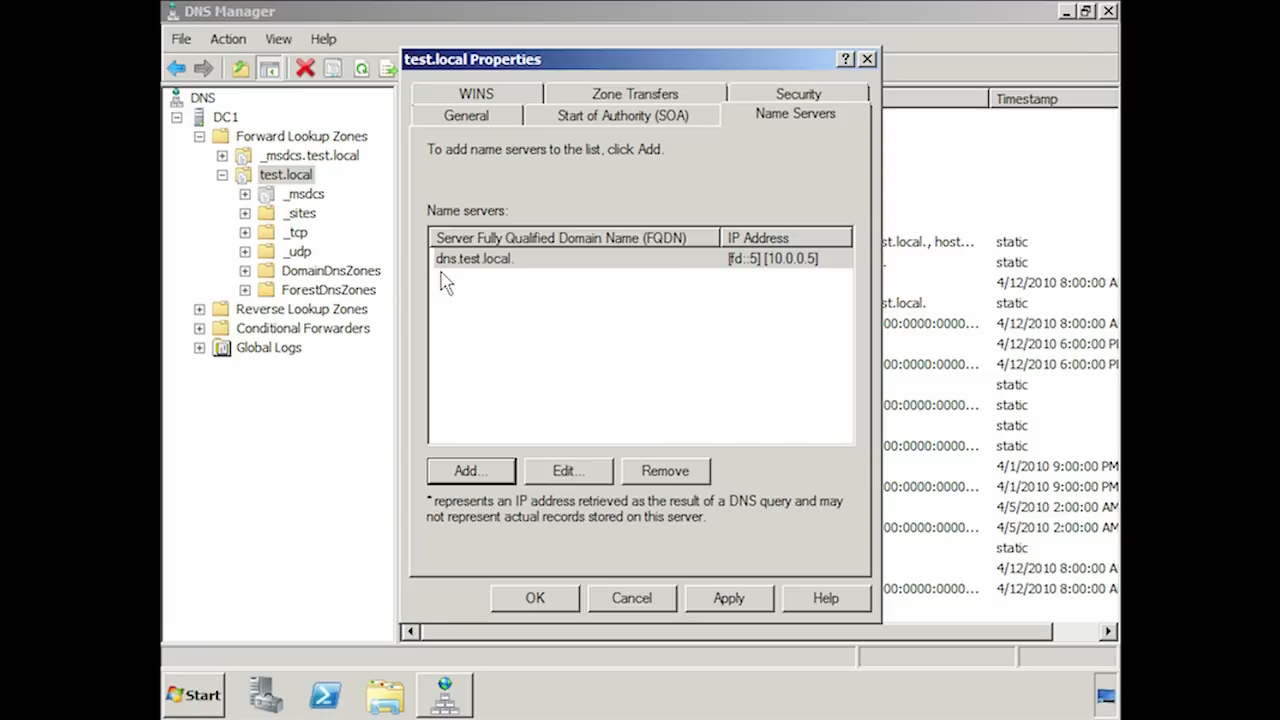 DNS Manager
File Action View Help
DNS
DC1
Forward Lookup Zones
_msdcs.test.local
test.local
_msdcs
_sites
_tcp
_udp
DomainDnsZones
ForestDnsZones
Reverse Lookup Zones
Conditional Forwarders
Global Logs
test.local Properties
WINS Zone Transfers Security
General Start of Authority (SOA) Name Servers
To add name servers to the list, click Add.
Name servers:
Server Fully Qualified Domain Name (FQDN) IP Address
dns.test.local. [fd::5] [10.0.0.5]
Add... Edit... Remove
* represents an IP address retrieved as the result of a DNS query and may
not represent actual records stored on this server.
OK Cancel Apply Help
Timestamp
st.local., host... static
static
4/12/2010 8:00:00 A
st.local. static
00:0000:0000... 4/12/2010 8:00:00 A
4/12/2010 6:00:00 P
00:0000:0000... 4/12/2010 6:00:00 P
static
00:0000:0000... static
static
00:0000:0000... static
4/1/2010 9:00:00 PM
00:0000:0000... 4/1/2010 9:00:00 PM
4/5/2010 2:00:00 AM
00:0000:0000... 4/5/2010 2:00:00 AM
static
4/12/2010 8:00:00 A
00:0000:0000... 4/12/2010 8:00:00 A
Start